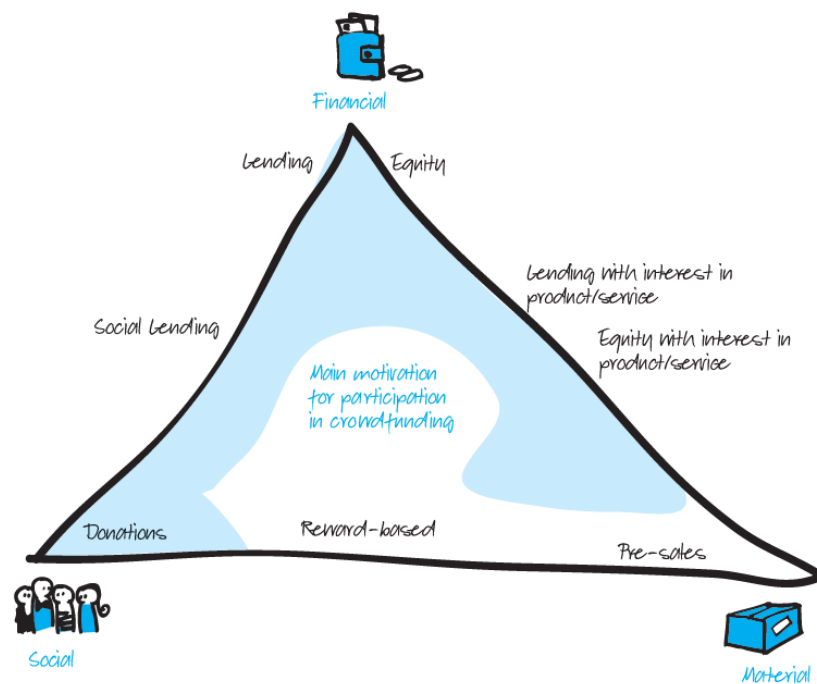 Financial
Lending
Equity
Lending with interest in
product/service
Social Lending
Equity with interest in
product/service
Main motivation
for participation
in crowdfunding
Donations
Reward-based
Pre-sales
Social
Material